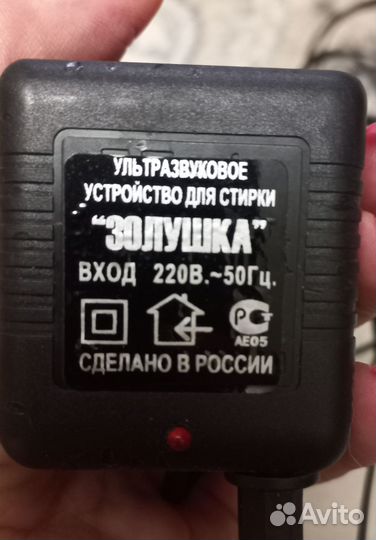 УЛЬТРАЗВУКОВОЕ
УСТРОЙСТВО ДЛЯ СТИРКИ
"ЗОЛУШКА"
ВХОД 220В.~50Гц.
РСТ
АЕ05
СДЕЛАНО В РОССИИ
Avito